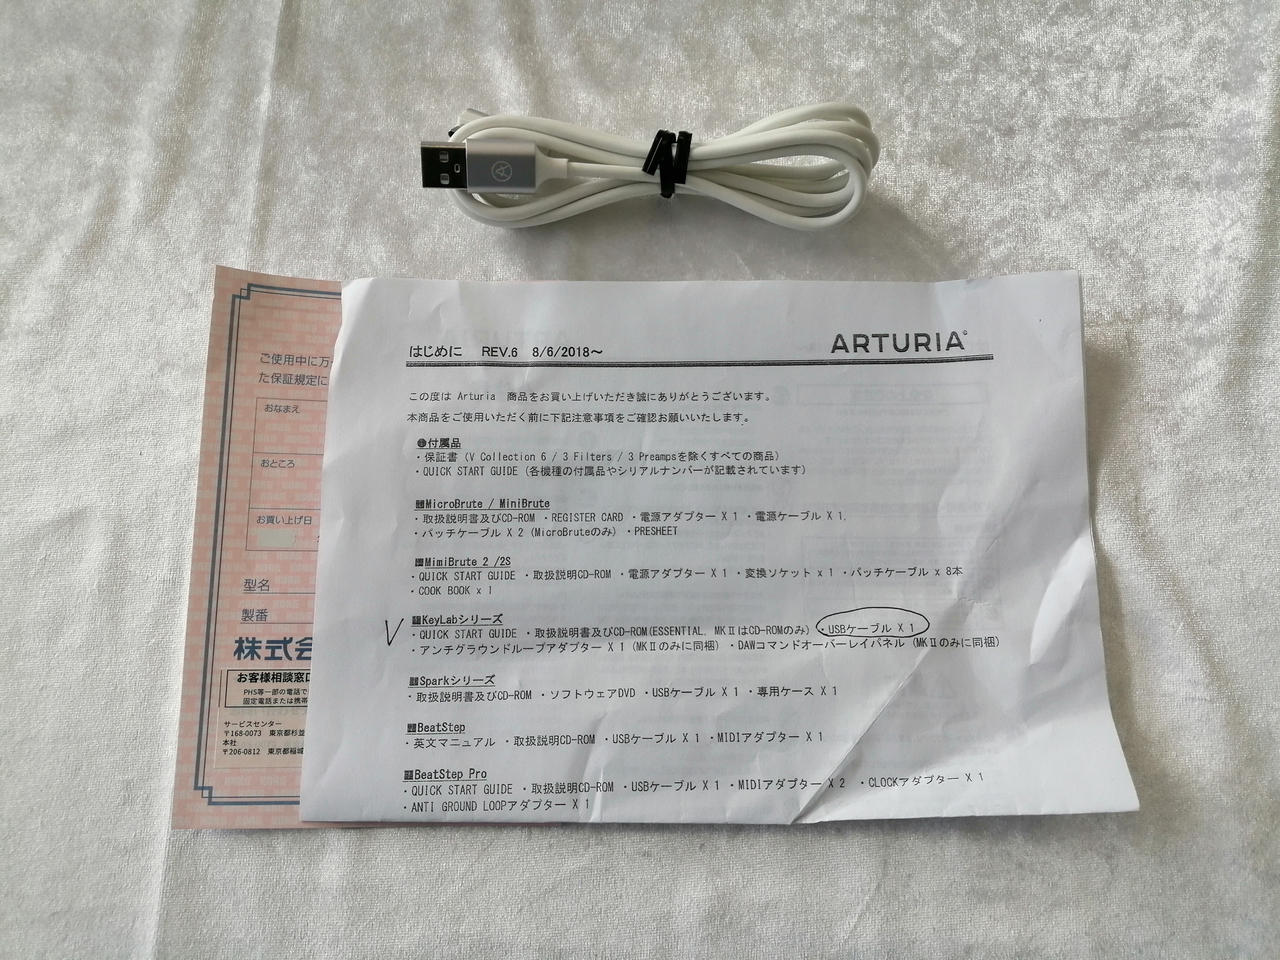 はじめに REV.6 8/6/2018～
ARTURIA
この度は Arturia 商品をお買い上げいただき誠にありがとうございます。
本商品をご使用いただく前に下記注意事項をご確認お願いいたします。
❶付属品
・保証書（V Collection 6 / 3 Filters / 3 Preampsを除くすべての商品）
・QUICK START GUIDE（各機種の付属品やシリアルナンバーが記載されています）
MicroBrute / MiniBrute
・取扱説明書及びCD-ROM ・REGISTER CARD ・電源アダプター X 1 ・電源ケーブル X 1,
・パッチケーブル X 2（MicroBruteのみ）・PRESHEET
MimiBrute 2 /2S
・QUICK START GUIDE ・取扱説明CD-ROM ・電源アダプター X 1 ・変換ソケット x 1 ・パッチケーブル x 8本
・COOK BOOK x 1
KeyLabシリーズ
・QUICK START GUIDE ・取扱説明書及びCD-ROM(ESSENTIAL, MKⅡはCD-ROMのみ) ・USBケーブル X 1
・アンチグラウンドループアダプター X 1（MKⅡのみに同梱）・DAWコマンドオーバーレイパネル（MKⅡのみに同梱）
Sparkシリーズ
・取扱説明書及びCD-ROM ・ソフトウェアDVD ・USBケーブル X 1 ・専用ケース X 1
BeatStep
・英文マニュアル ・取扱説明CD-ROM ・USBケーブル X 1 ・MIDIアダプター X 1
BeatStep Pro
・QUICK START GUIDE ・取扱説明CD-ROM ・USBケーブル X 1 ・MIDIアダプター X 2 ・CLOCKアダプター X 1
・ANTI GROUND LOOPアダプター X 1
ご使用中に万
た保証規定に
おなまえ
おところ
お買い上げ日
型名
製番
株式会
お客様相談窓口
PHS等一部の電話で
固定電話または携帯
サービスセンター
〒168-0073 東京都杉並
本社
〒206-0812 東京都稲城